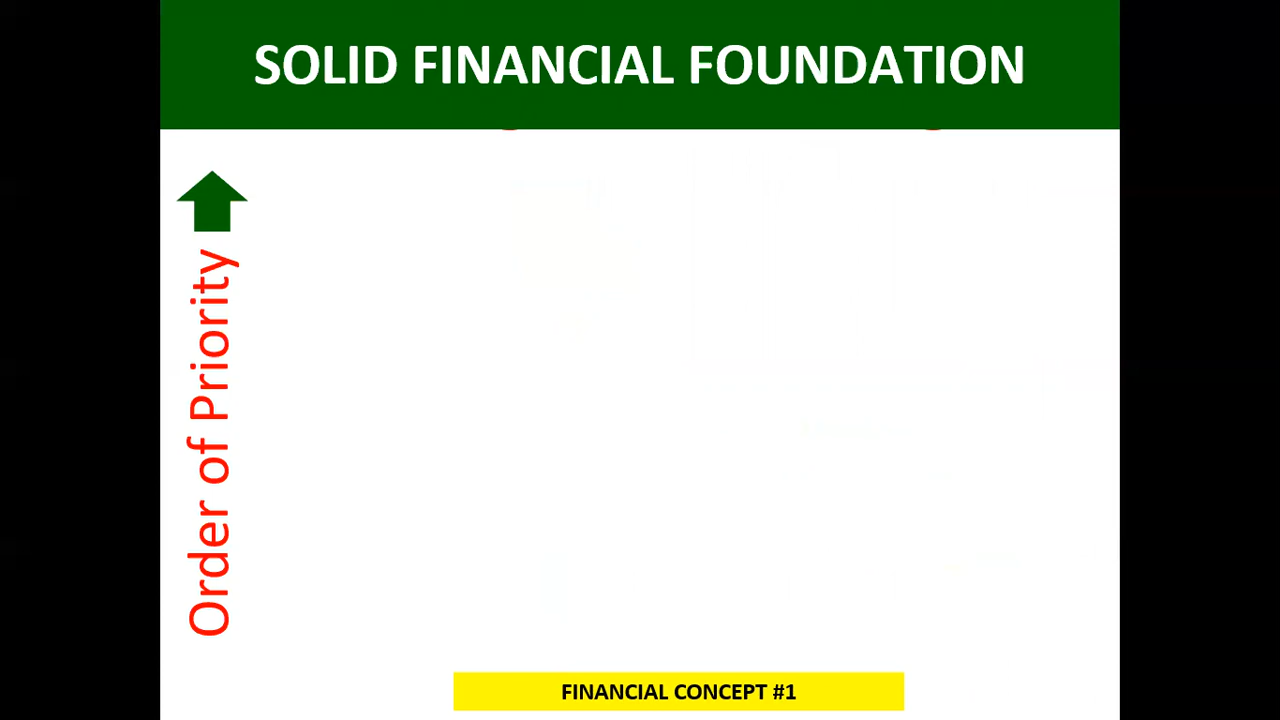 SOLID FINANCIAL FOUNDATION
Order of Priority
FINANCIAL CONCEPT #1